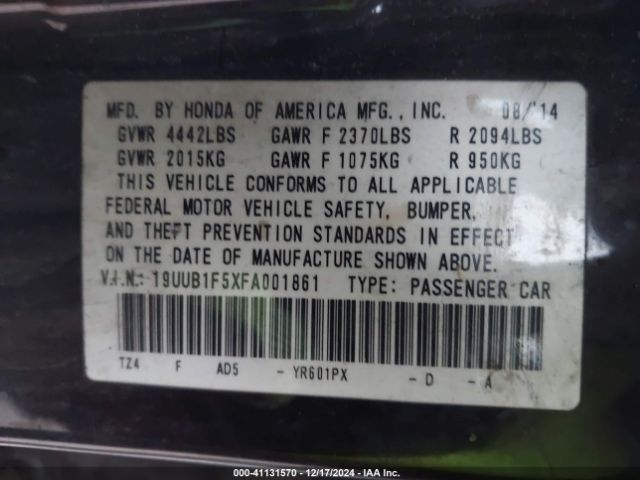 MFD. BY HONDA OF AMERICA MFG., INC. 08/14
GVWR 4442LBS GAWR F 2370LBS R 2094LBS
GVWR 2015KG GAWR F 1075KG R 950KG
THIS VEHICLE CONFORMS TO ALL APPLICABLE
FEDERAL MOTOR VEHICLE SAFETY, BUMPER,
AND THEFT PREVENTION STANDARDS IN EFFECT
ON THE DATE OF MANUFACTURE SHOWN ABOVE.
V.I.N.: 19UUB1F5XFA001861 TYPE: PASSENGER CAR
TZ4 F AD5 - YR601PX - D - A
000-41131570 - 12/17/2024 - IAA Inc.